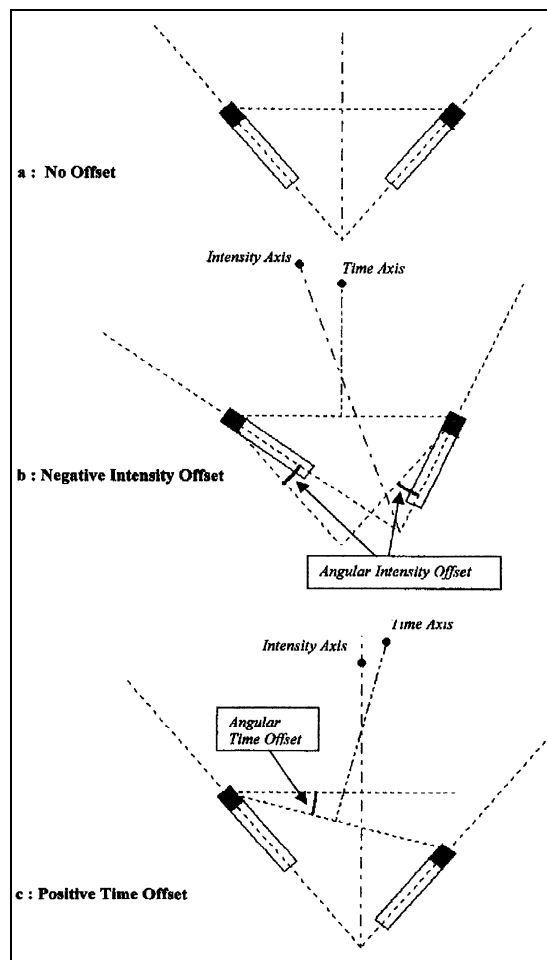 a : No Offset
Intensity Axis
Time Axis
b : Negative Intensity Offset
Angular Intensity Offset
Time Axis
Intensity Axis
Angular
Time Offset
c : Positive Time Offset